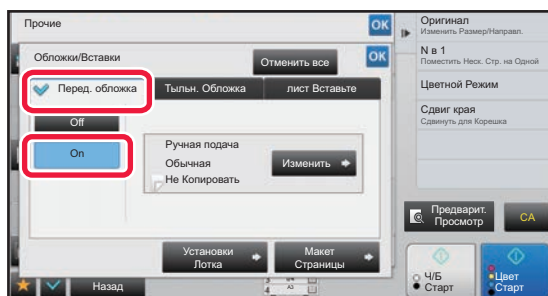 Прочие
OK
Обложки/Вставки
Отменить все
OK
Перед. обложка
Тыльн. Обложка
лист Вставьте
Off
On
Ручная подача
Обычная
Не Копировать
Изменить
Установки
Лотка
Макет
Страницы
Назад
A3
Оригинал
Изменить Размер/Направл.
N в 1
Поместить Неск. Стр. на Одной
Цветной Режим
Сдвиг края
Сдвинуть для Корешка
Предварит.
Просмотр
CA
Ч/Б
Старт
Цвет
Старт